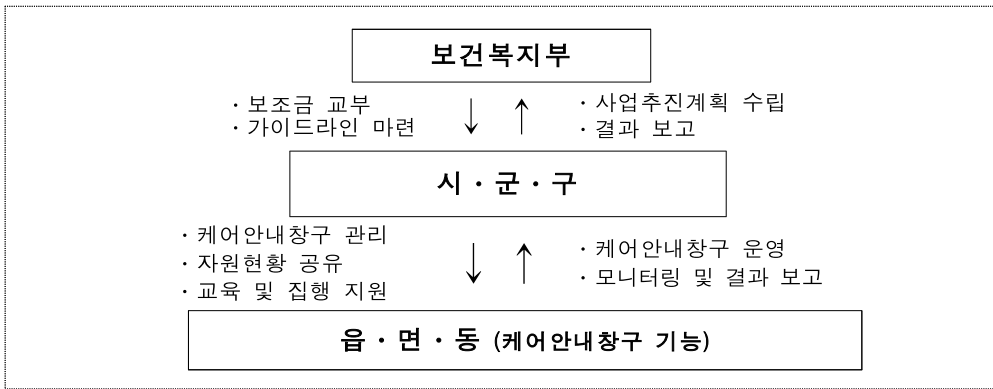 보건복지부
· 보조금 교부
· 가이드라인 마련
· 사업추진계획 수립
· 결과 보고
시 · 군 · 구
· 케어안내창구 관리
· 자원현황 공유
· 교육 및 집행 지원
· 케어안내창구 운영
· 모니터링 및 결과 보고
읍 · 면 · 동 (케어안내창구 기능)